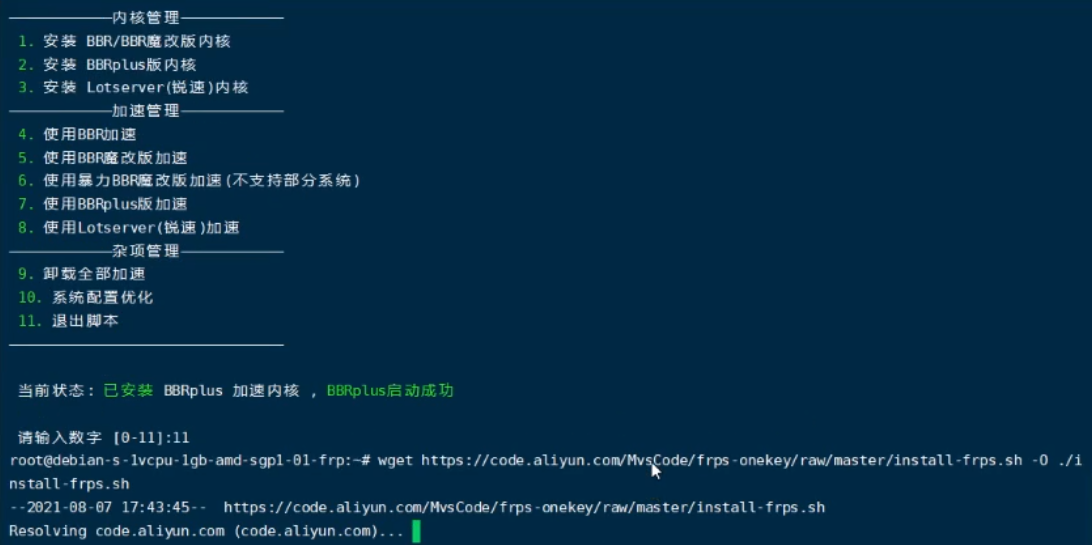 内核管理
1. 安装 BBR/BBR魔改版内核
2. 安装 BBRplus版内核
3. 安装 Lotserver(锐速)内核
加速管理
4. 使用BBR加速
5. 使用BBR魔改版加速
6. 使用暴力BBR魔改版加速(不支持部分系统)
7. 使用BBRplus版加速
8. 使用Lotserver(锐速)加速
杂项管理
9. 卸载全部加速
10. 系统配置优化
11. 退出脚本
当前状态: 已安装 BBRplus 加速内核 , BBRplus启动成功
请输入数字 [0-11]:11
root@debian-s-1vcpu-1gb-amd-sgp1-01-frp:~# wget https://code.aliyun.com/MvsCode/frps-onekey/raw/master/install-frps.sh -O ./i
nstall-frps.sh
--2021-08-07 17:43:45--  https://code.aliyun.com/MvsCode/frps-onekey/raw/master/install-frps.sh
Resolving code.aliyun.com (code.aliyun.com)...